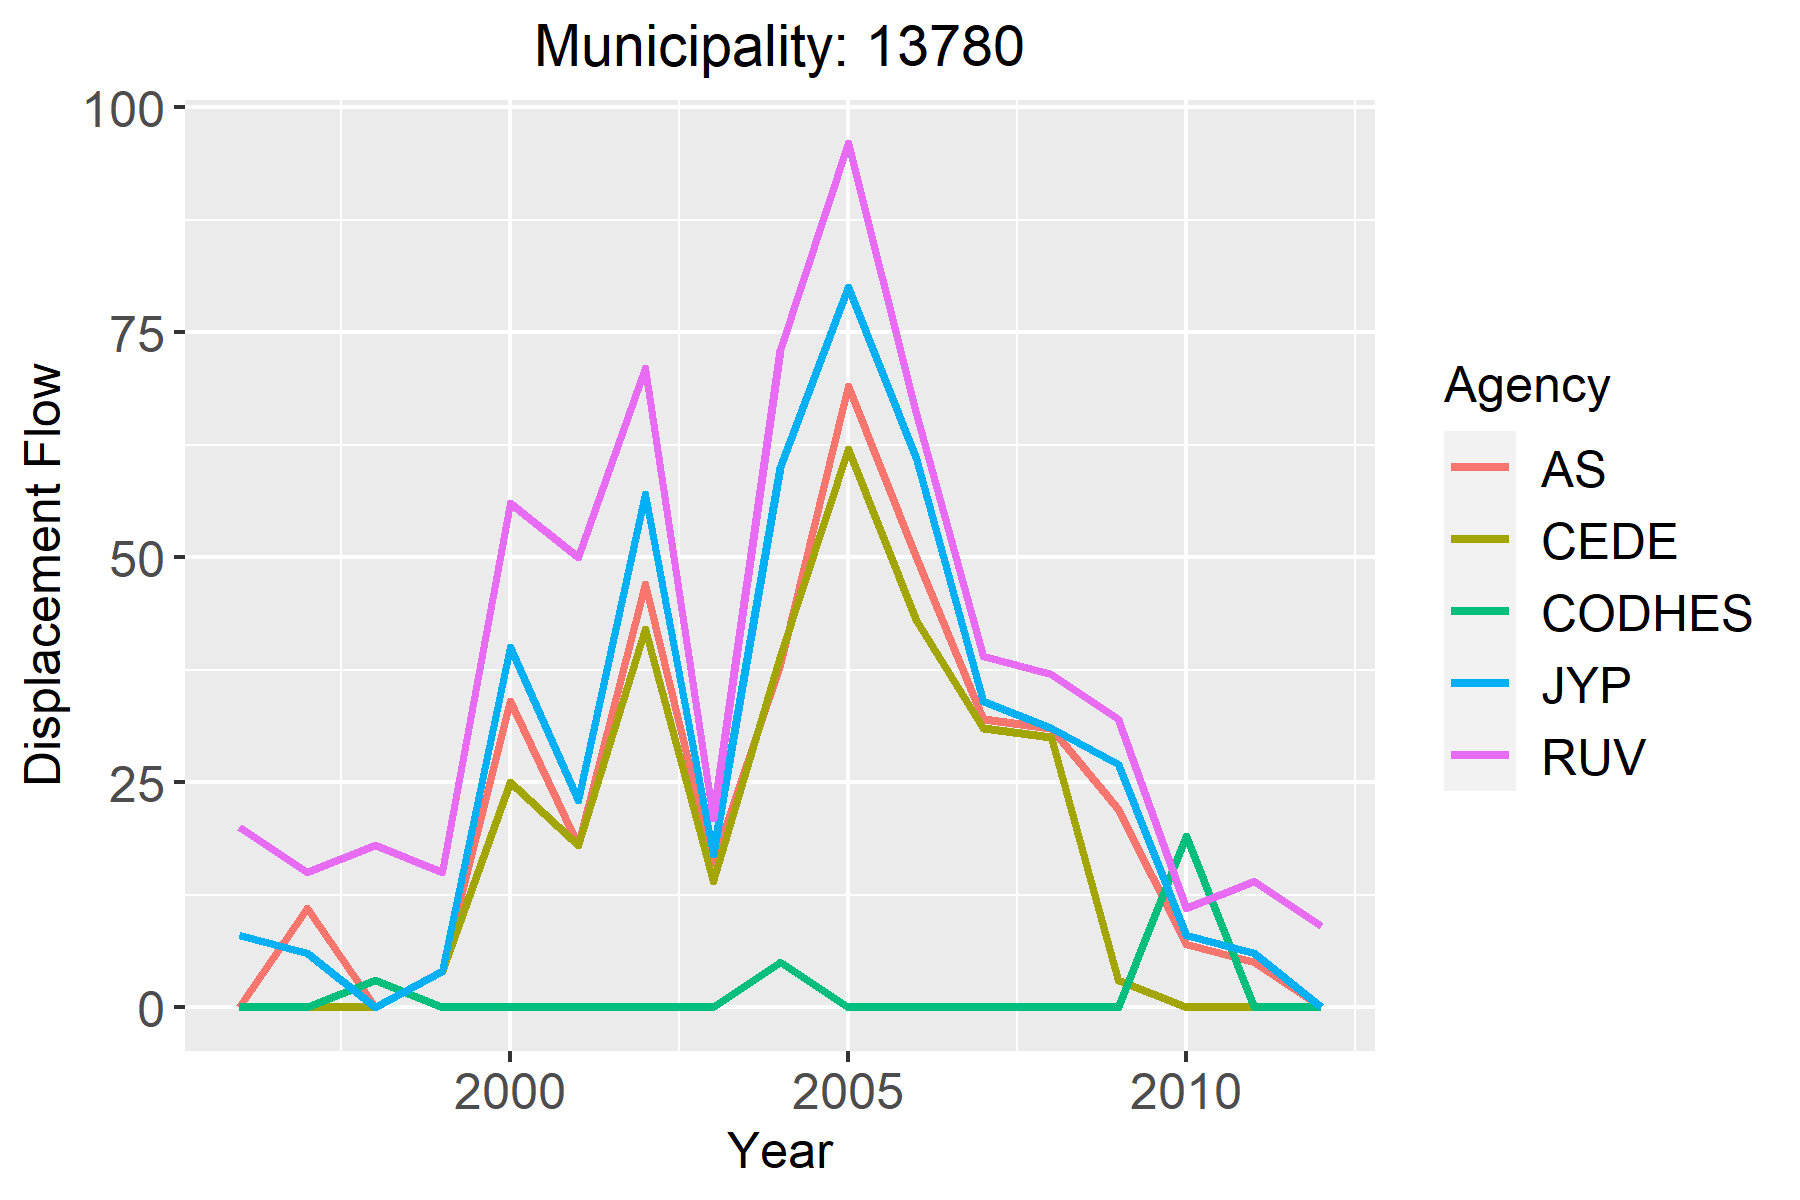 Municipality: 13780
100
75
50
25
0
Displacement Flow
2000
2005
2010
Year
Agency
AS
CEDE
CODHES
JYP
RUV